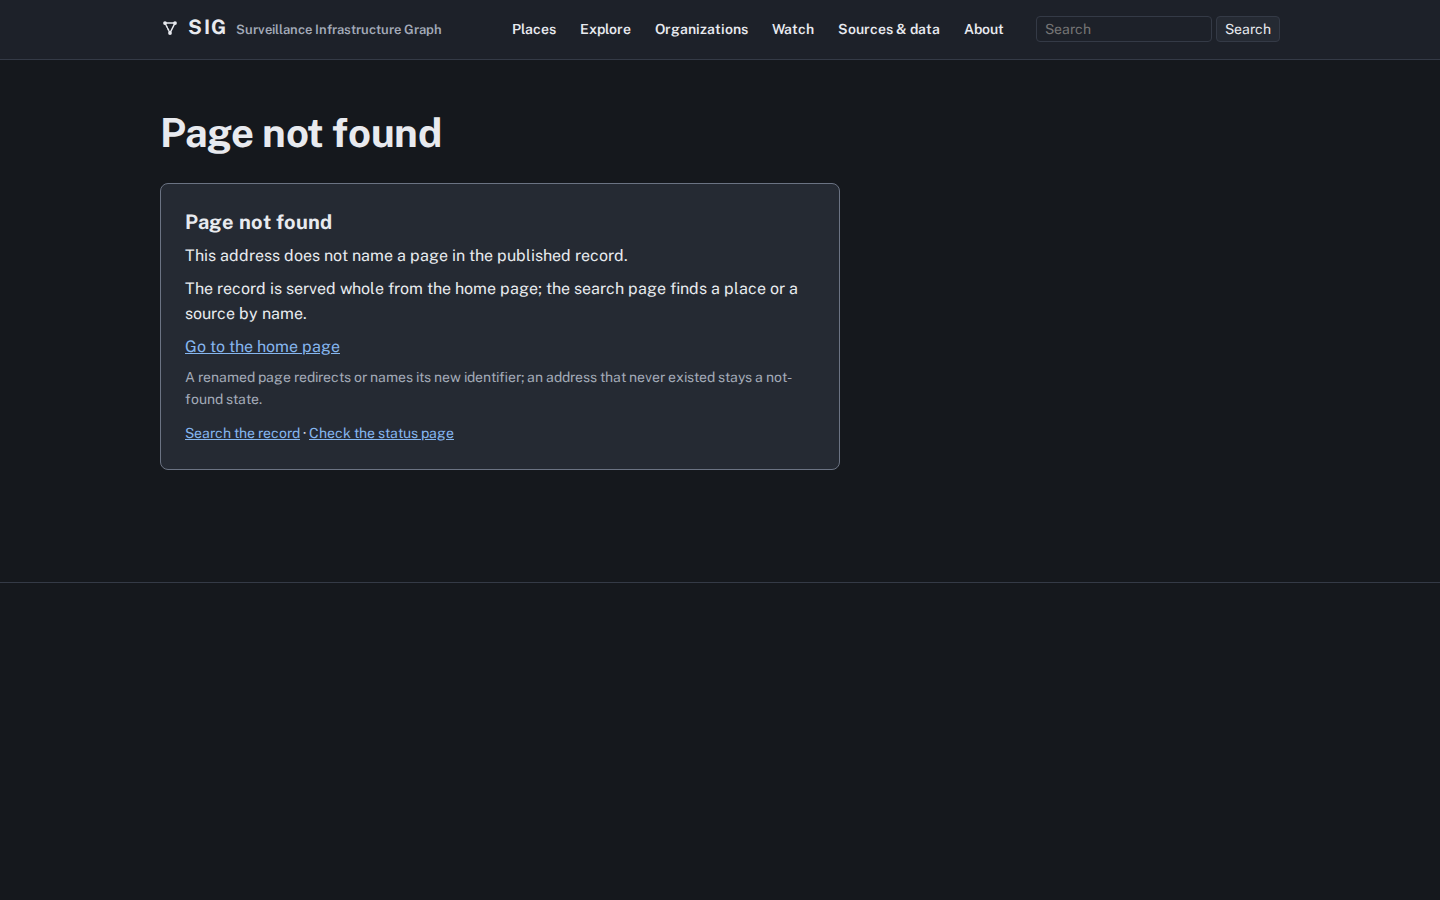 SIG Surveillance Infrastructure Graph Places Explore Organizations Watch Sources & data About Search Search
Page not found
Page not found
This address does not name a page in the published record.
The record is served whole from the home page; the search page finds a place or a
source by name.
Go to the home page
A renamed page redirects or names its new identifier; an address that never existed stays a not-
found state.
Search the record · Check the status page